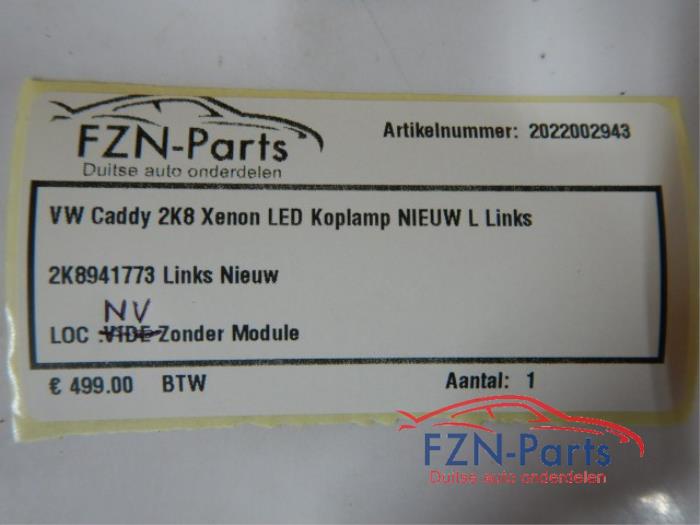 FZN-Parts
Duitse auto onderdelen
Artikelnummer: 2022002943
VW Caddy 2K8 Xenon LED Koplamp NIEUW L Links
2K8941773 Links Nieuw
NV
LOC :VIDE Zonder Module
€ 499.00 BTW
Aantal: 1
FZN-Parts
Duitse auto onderdelen